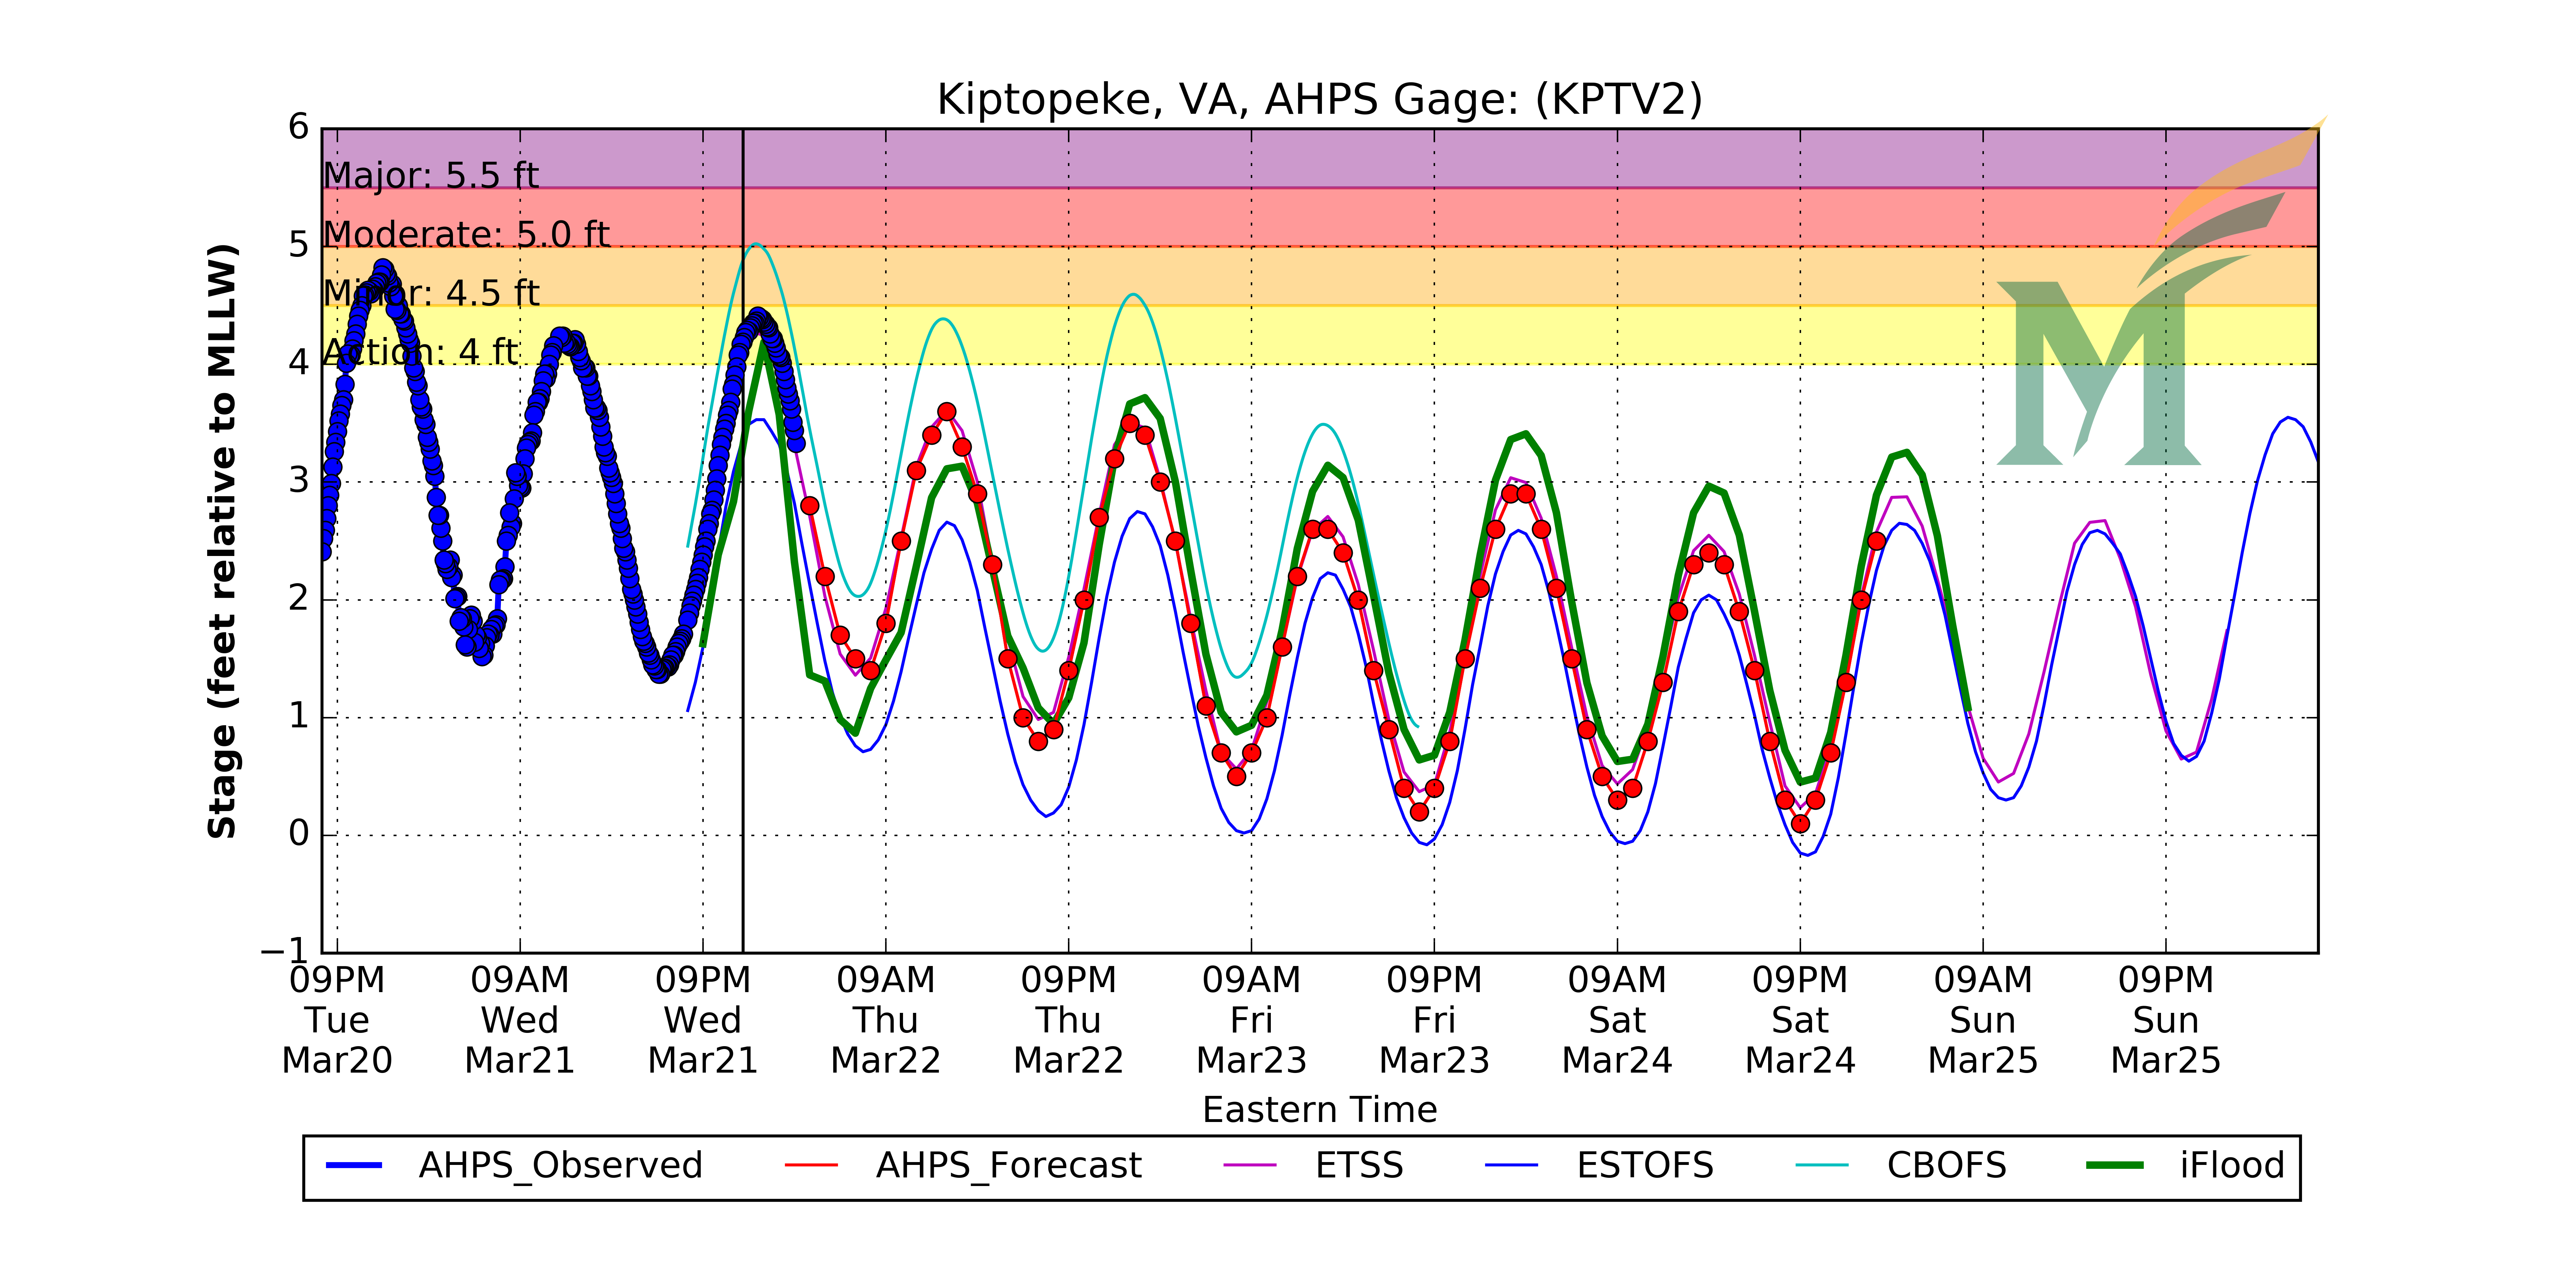 Kiptopeke, VA, AHPS Gage: (KPTV2)
Stage (feet relative to MLLW)
6
5
4
3
2
1
0
−1
Major: 5.5 ft
Moderate: 5.0 ft
Minor: 4.5 ft
Action: 4 ft
M
09PM 09AM 09PM 09AM 09PM 09AM 09PM 09AM 09PM 09AM 09PM
Tue Wed Wed Thu Thu Fri Fri Sat Sat Sun Sun
Mar20 Mar21 Mar21 Mar22 Mar22 Mar23 Mar23 Mar24 Mar24 Mar25 Mar25
Eastern Time
AHPS_Observed AHPS_Forecast ETSS ESTOFS CBOFS iFlood